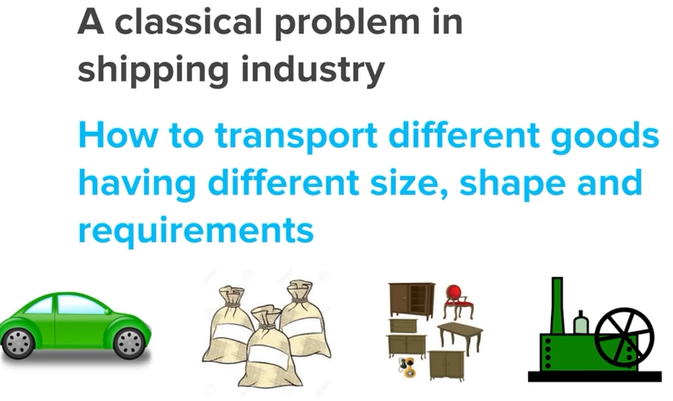 A classical problem in
shipping industry
How to transport different goods
having different size, shape and
requirements